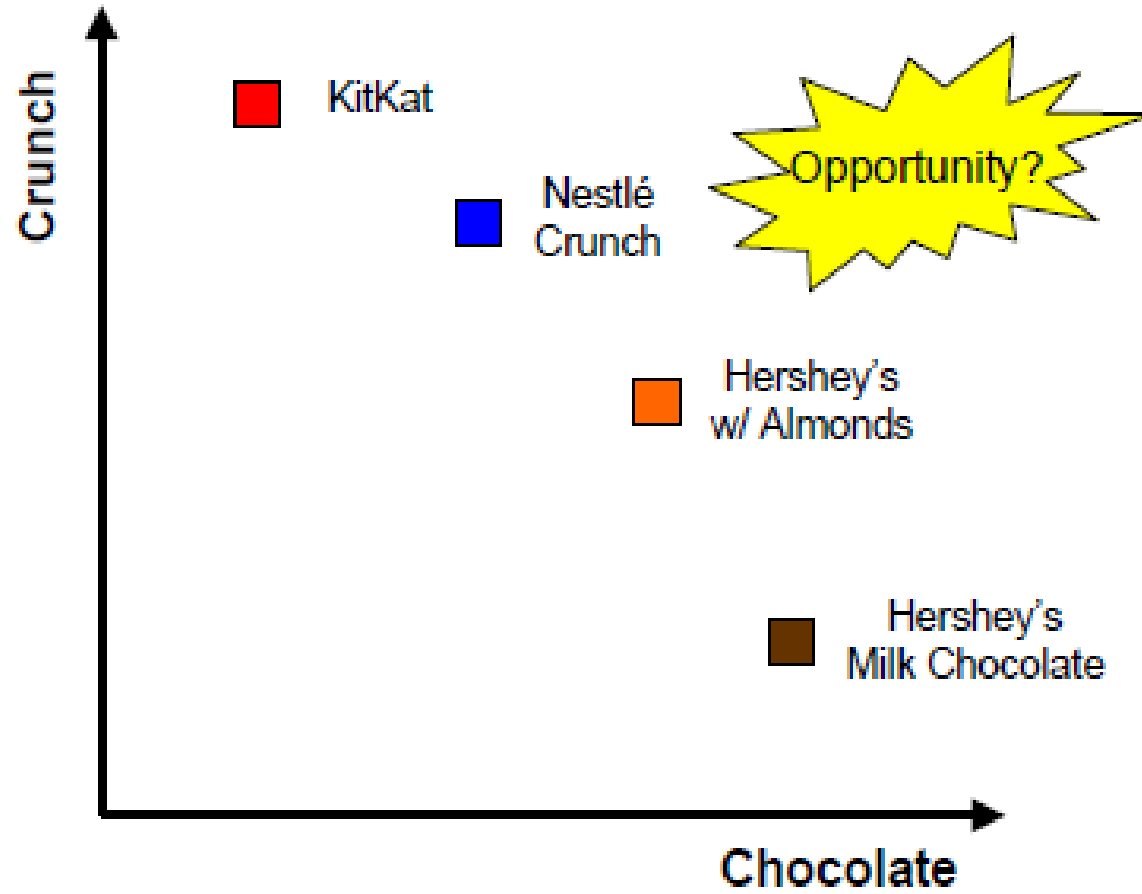 Crunch
KitKat
Opportunity?
Nestlé
Crunch
Hershey's
w/ Almonds
Hershey's
Milk Chocolate
Chocolate